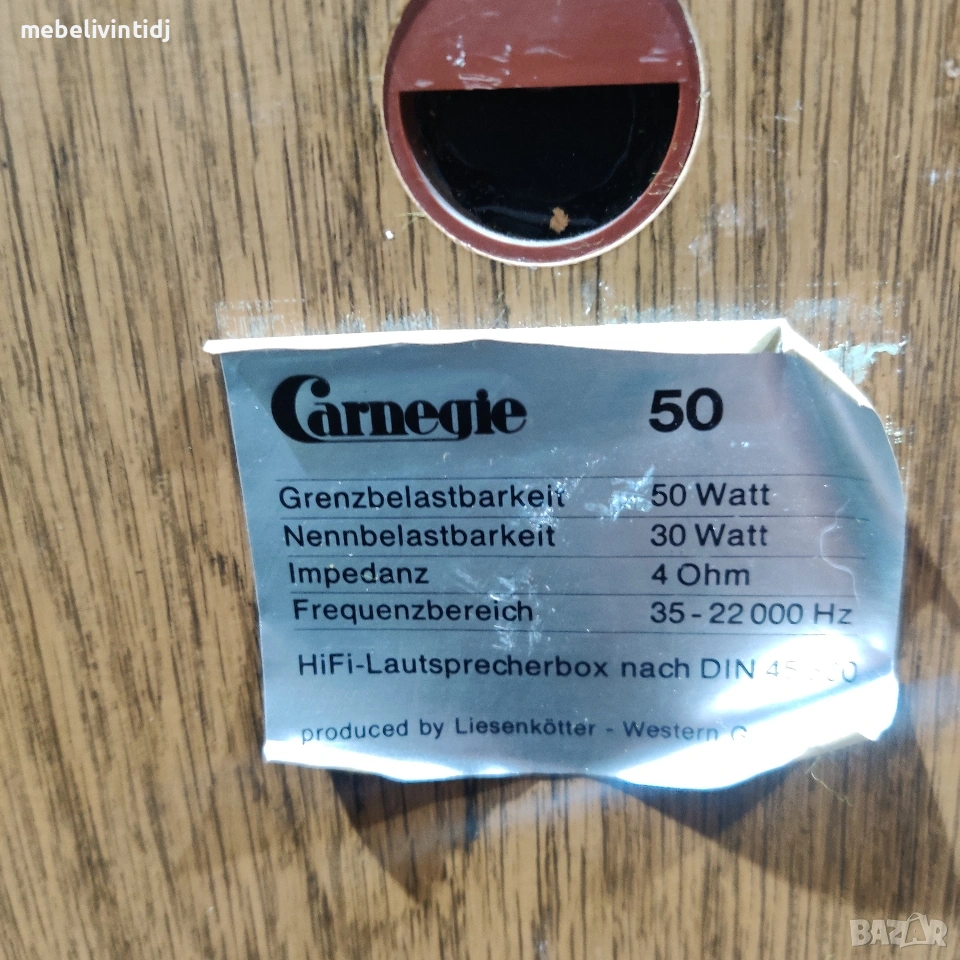 mebelivintidj
Carnegie 50
Grenzbelastbarkeit 50 Watt
Nennbelastbarkeit 30 Watt
Impedanz 4 Ohm
Frequenzbereich 35-22 000 Hz
HiFi-Lautsprecherbox nach DIN
produced by Liesenkötter - Western
BAZAR